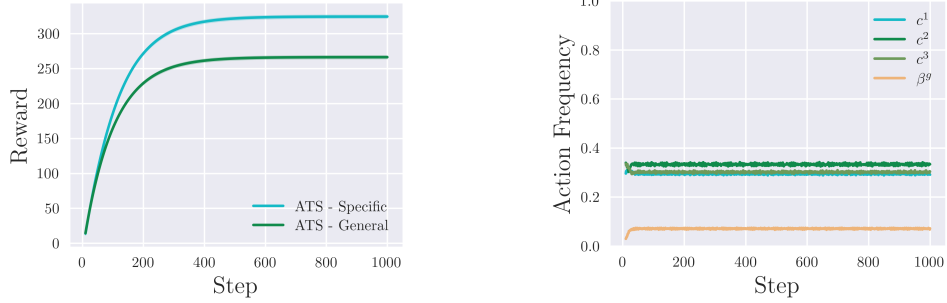 Reward
300
250
200
150
100
50
0
ATS - Specific
ATS - General
0 200 400 600 800 1000
Step
Action Frequency
1.0
0.8
0.6
0.4
0.2
0.0
c¹
c²
c³
βᵍ
0 200 400 600 800 1000
Step